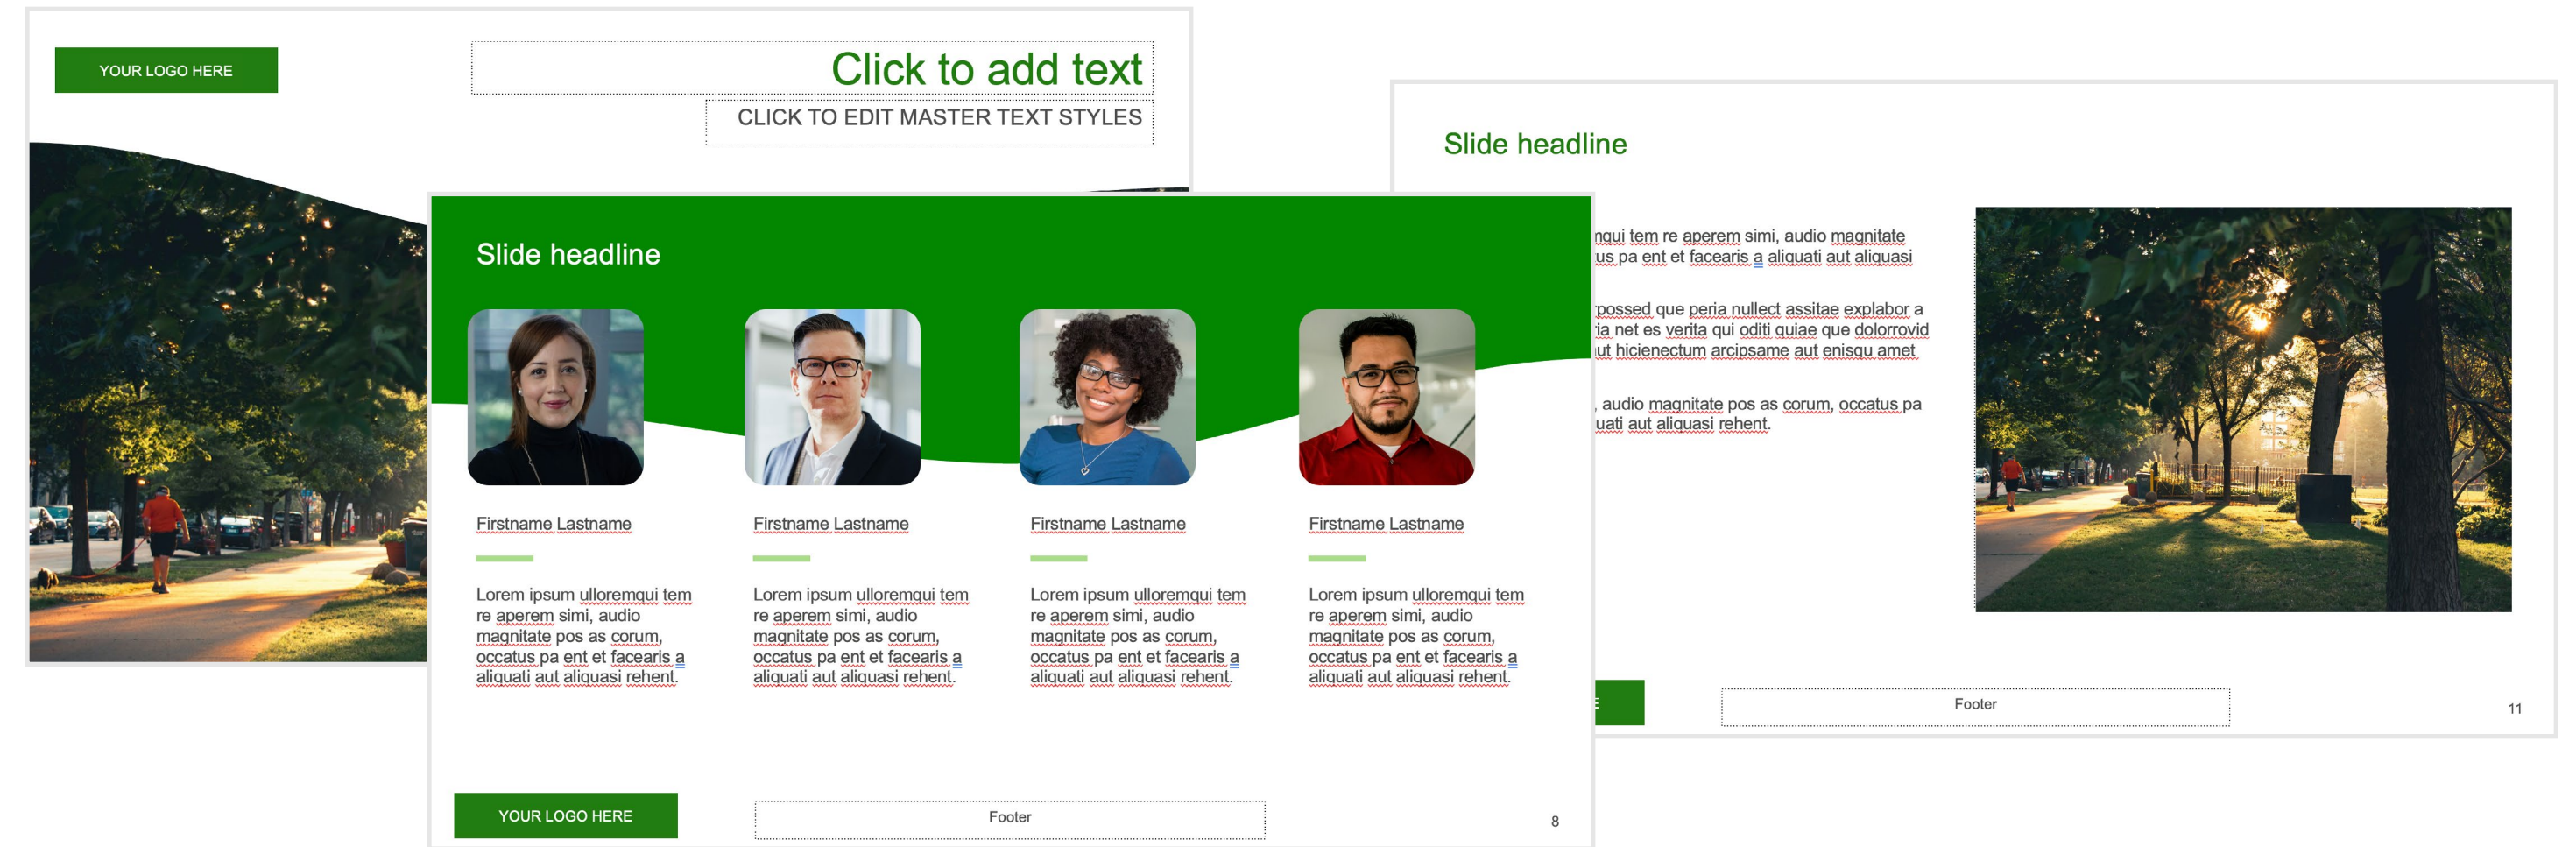 YOUR LOGO HERE
Click to add text
CLICK TO EDIT MASTER TEXT STYLES
Slide headline
Firstname Lastname
Lorem ipsum ulloremqui tem
re aperem simi, audio
magnitate pos as corum,
occatus pa ent et facearis a
aliquati aut aliquasi rehent.
Firstname Lastname
Lorem ipsum ulloremqui tem
re aperem simi, audio
magnitate pos as corum,
occatus pa ent et facearis a
aliquati aut aliquasi rehent.
Firstname Lastname
Lorem ipsum ulloremqui tem
re aperem simi, audio
magnitate pos as corum,
occatus pa ent et facearis a
aliquati aut aliquasi rehent.
Firstname Lastname
Lorem ipsum ulloremqui tem
re aperem simi, audio
magnitate pos as corum,
occatus pa ent et facearis a
aliquati aut aliquasi rehent.
YOUR LOGO HERE
Footer
8
Slide headline
tem re aperem simi, audio magnitate
pa ent et facearis a aliquati aut aliquasi
que peria nullect assitae explabor a
net es verita qui oditi quiae que dolorrovid
hicienectum arcipsame aut enisqu amet
audio magnitate pos as corum, occatus pa
aut aliquasi rehent.
Footer
11